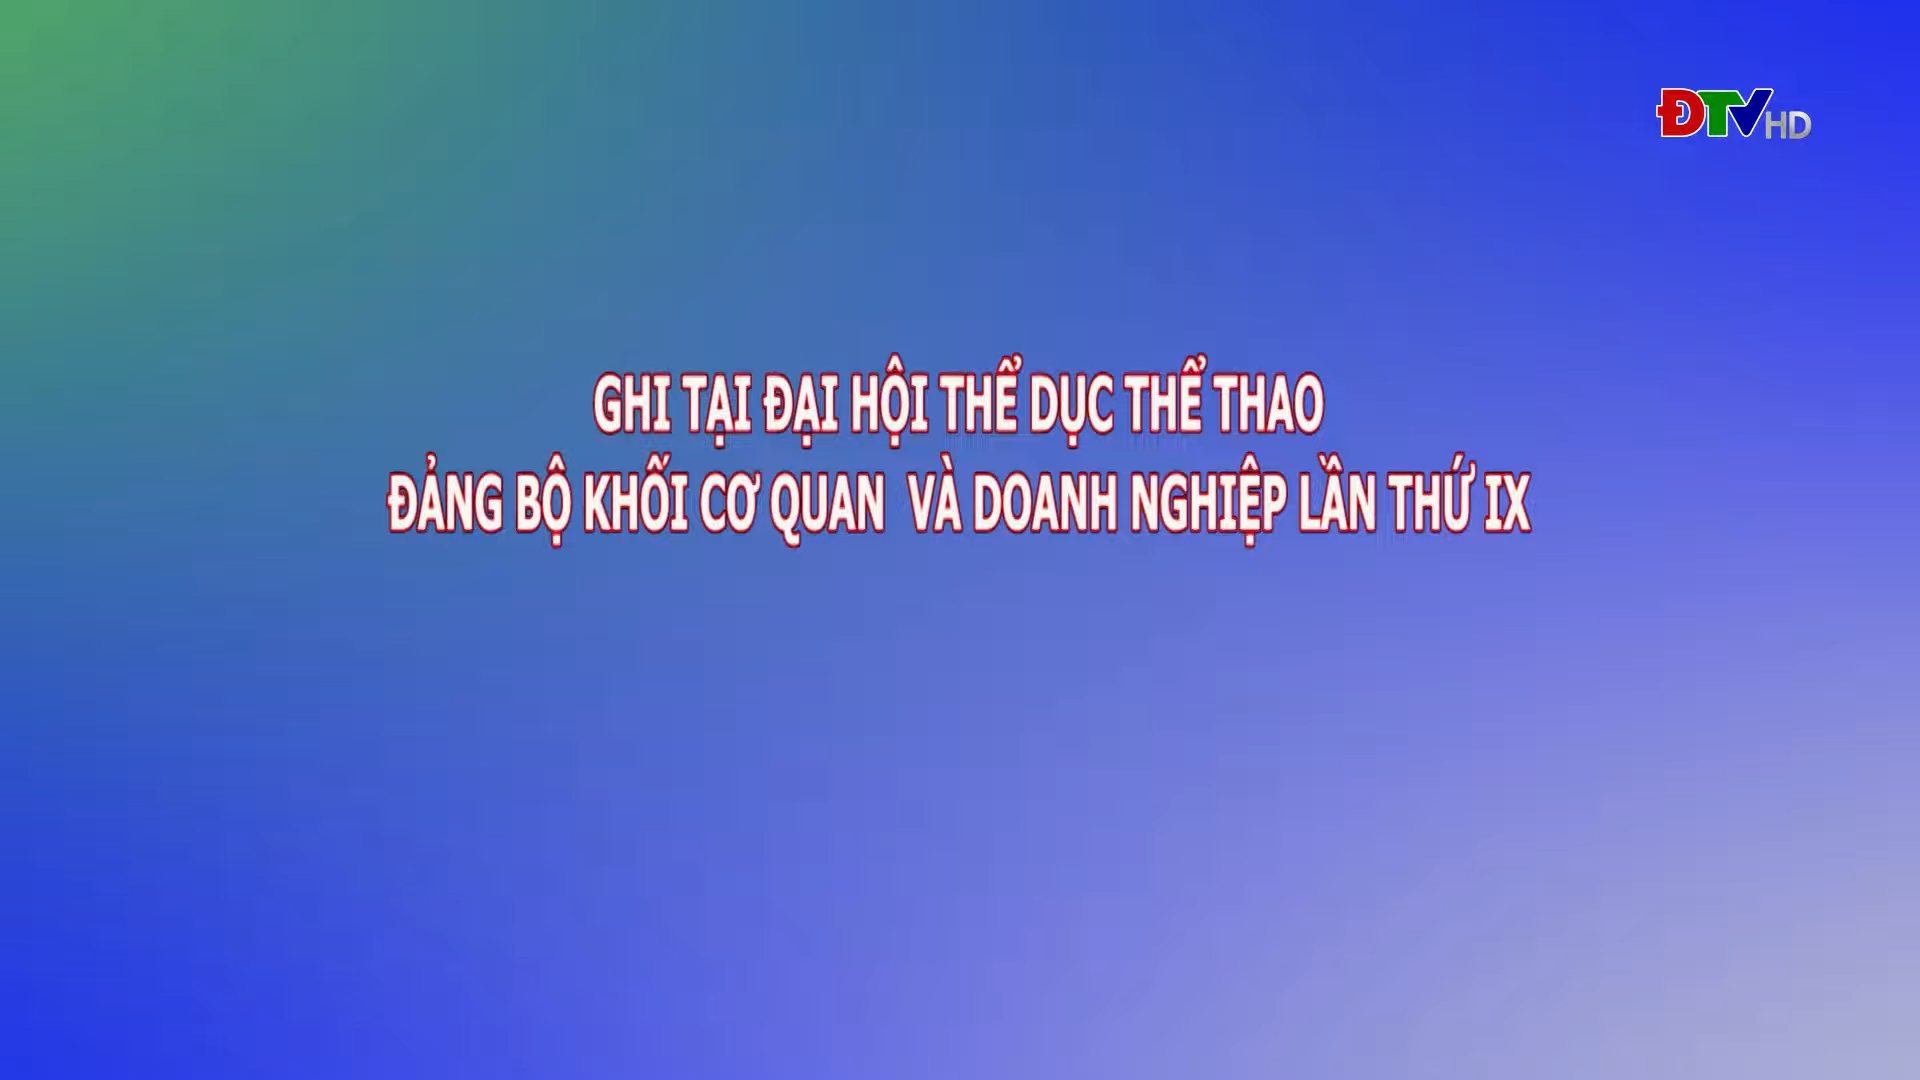 ĐTV HD
GHI TẠI ĐẠI HỘI THỂ DỤC THỂ THAO
ĐẢNG BỘ KHỐI CƠ QUAN  VÀ DOANH NGHIỆP LẦN THỨ IX